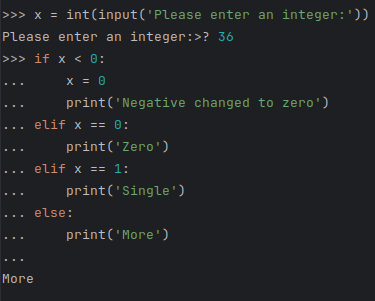 >>> x = int(input('Please enter an integer:'))
Please enter an integer:>? 36
>>> if x < 0:
...     x = 0
...     print('Negative changed to zero')
... elif x == 0:
...     print('Zero')
... elif x == 1:
...     print('Single')
... else:
...     print('More')
...
More